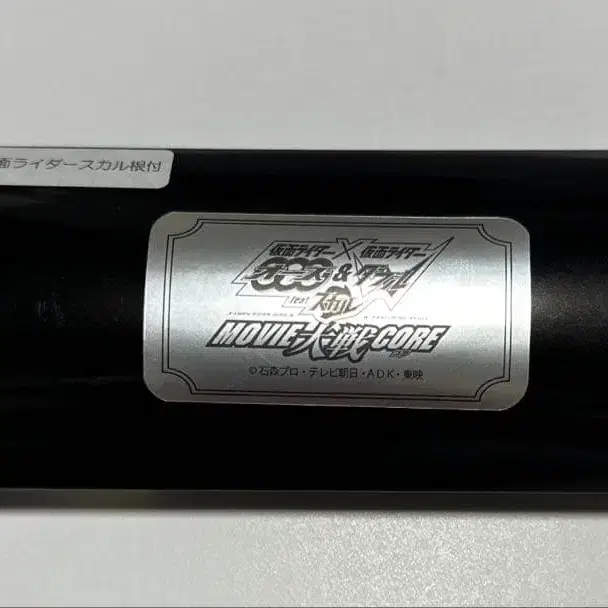 面ライダースカル根付
仮面ライダー×仮面ライダー
オーズ&ダブル
feat.スカル
MOVIE大戦CORE
©石森プロ・テレビ朝日・ADK・東映